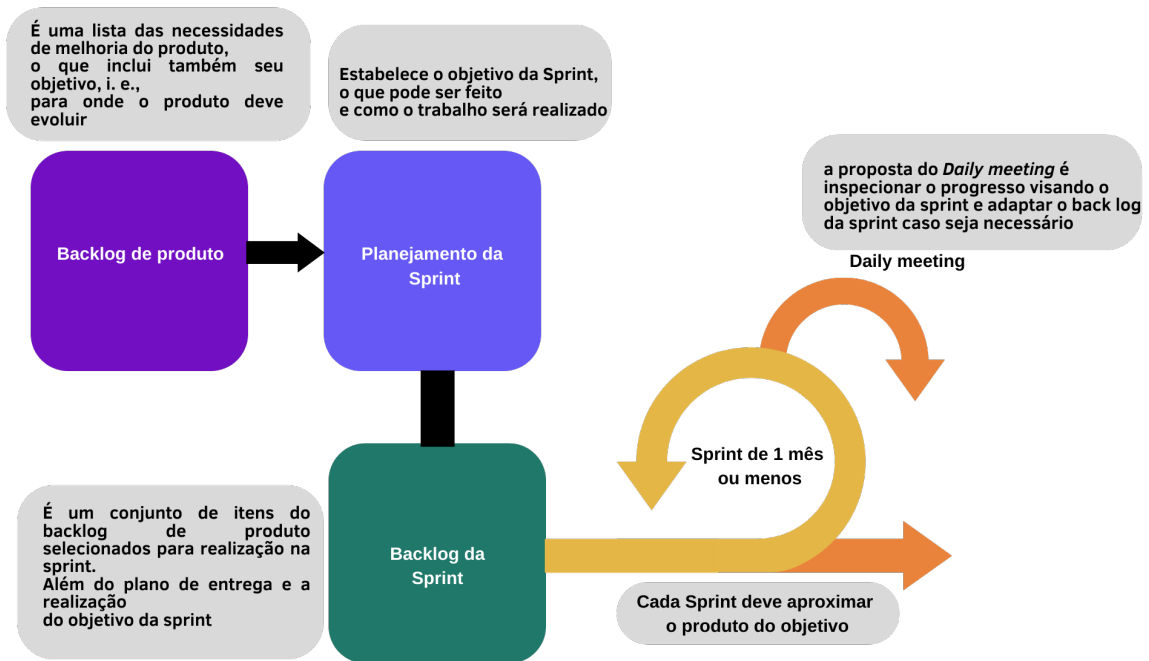 É uma lista das necessidades
de melhoria do produto,
o que inclui também seu
objetivo, i. e.,
para onde o produto deve
evoluir
Estabelece o objetivo da Sprint,
o que pode ser feito
e como o trabalho será realizado
a proposta do Daily meeting é
inspecionar o progresso visando o
objetivo da sprint e adaptar o back log
da sprint caso seja necessário
Daily meeting
Backlog de produto
Planejamento da
Sprint
Sprint de 1 mês
ou menos
É um conjunto de itens do
backlog de produto
selecionados para realização na
sprint.
Além do plano de entrega e a
realização
do objetivo da sprint
Backlog da
Sprint
Cada Sprint deve aproximar
o produto do objetivo